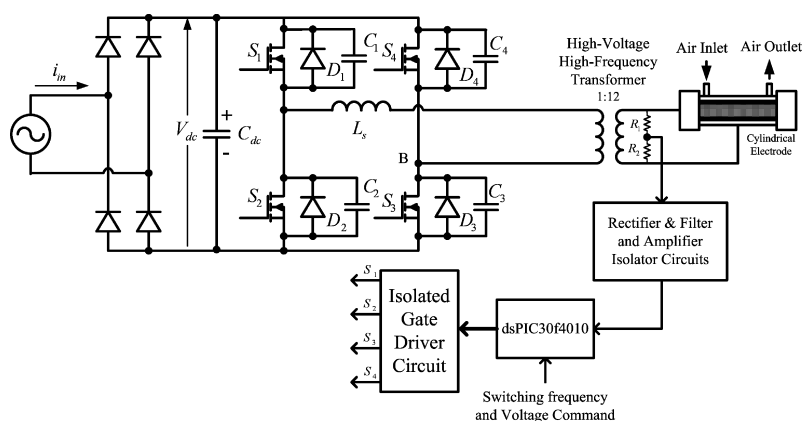 i_in
V_dc
+
C_dc
-
S_1
D_1
C_1
S_4
D_4
C_4
L_s
B
S_2
D_2
C_2
S_3
D_3
C_3
High-Voltage
High-Frequency
Transformer
1:12
Air Inlet
Air Outlet
R_1
R_2
Cylindrical
Electrode
Rectifier & Filter
and Amplifier
Isolator Circuits
S_1
S_2
S_3
S_4
Isolated
Gate
Driver
Circuit
dsPIC30f4010
Switching frequency
and Voltage Command